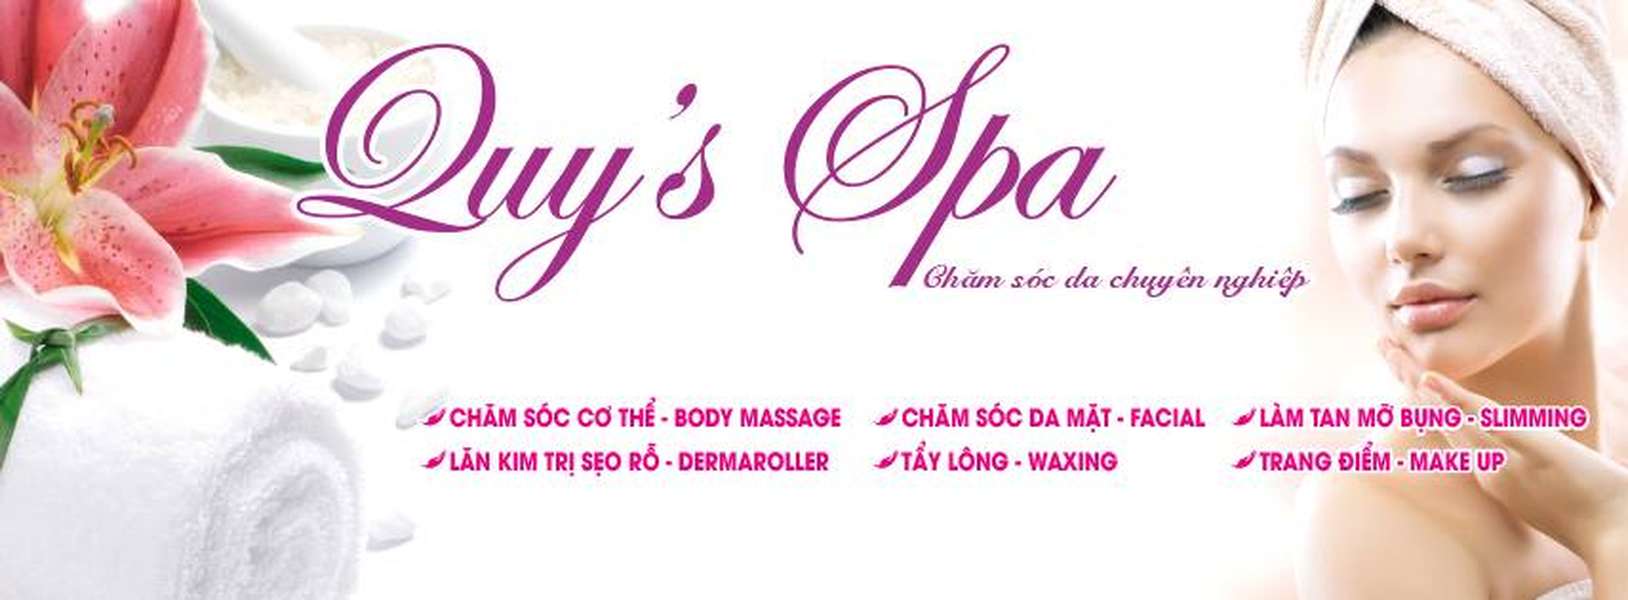 Quy's Spa
Chăm sóc da chuyên nghiệp
CHĂM SÓC CƠ THỂ - BODY MASSAGE CHĂM SÓC DA MẶT - FACIAL LÀM TAN MỠ BỤNG - SLIMMING
LĂN KIM TRỊ SẸO RỖ - DERMAROLLER TẨY LÔNG - WAXING TRANG ĐIỂM - MAKE UP